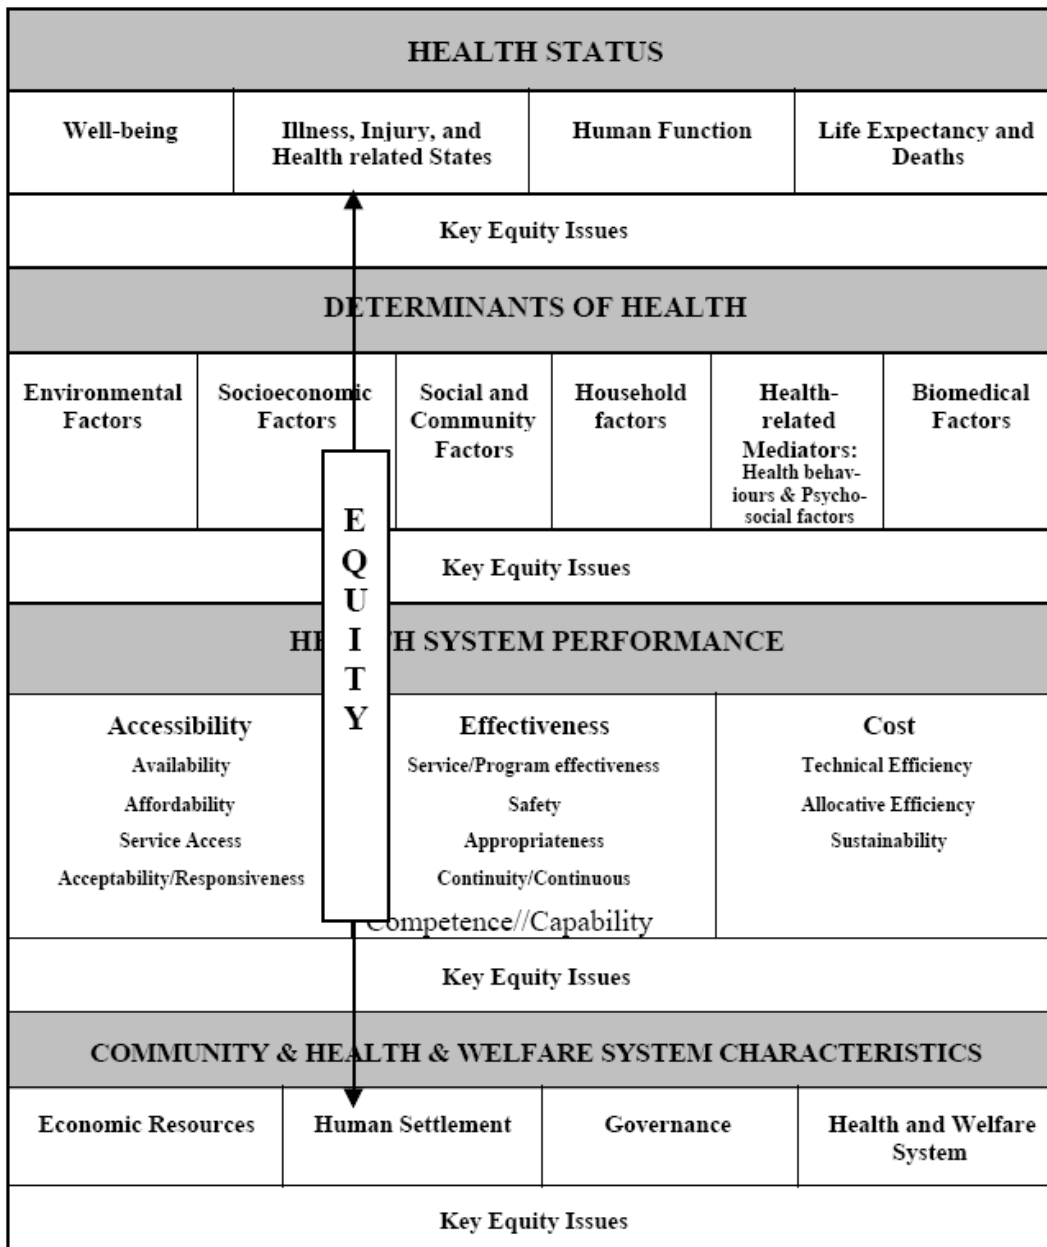 HEALTH STATUS
Well-being
Illness, Injury, and
Health related States
Human Function
Life Expectancy and
Deaths
Key Equity Issues
DETERMINANTS OF HEALTH
Environmental
Factors
Socioeconomic
Factors
Social and
Community
Factors
Household
factors
Health-
related
Mediators:
Health behav-
iours & Psycho-
social factors
Biomedical
Factors
Key Equity Issues
E
Q
U
I
T
Y
HEALTH SYSTEM PERFORMANCE
Accessibility
Availability
Affordability
Service Access
Acceptability/Responsiveness
Effectiveness
Service/Program effectiveness
Safety
Appropriateness
Continuity/Continuous
Competence//Capability
Cost
Technical Efficiency
Allocative Efficiency
Sustainability
Key Equity Issues
COMMUNITY & HEALTH & WELFARE SYSTEM CHARACTERISTICS
Economic Resources
Human Settlement
Governance
Health and Welfare
System
Key Equity Issues